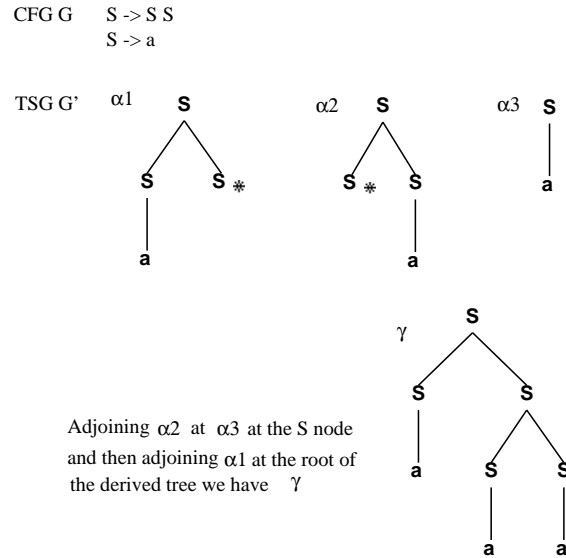 CFG G S -> S S
S -> a
TSG G' α1 S α2 S α3 S
S S * S * S a
a a
γ S
S S
a S S
a a
Adjoining α2 at α3 at the S node
and then adjoining α1 at the root of
the derived tree we have γ